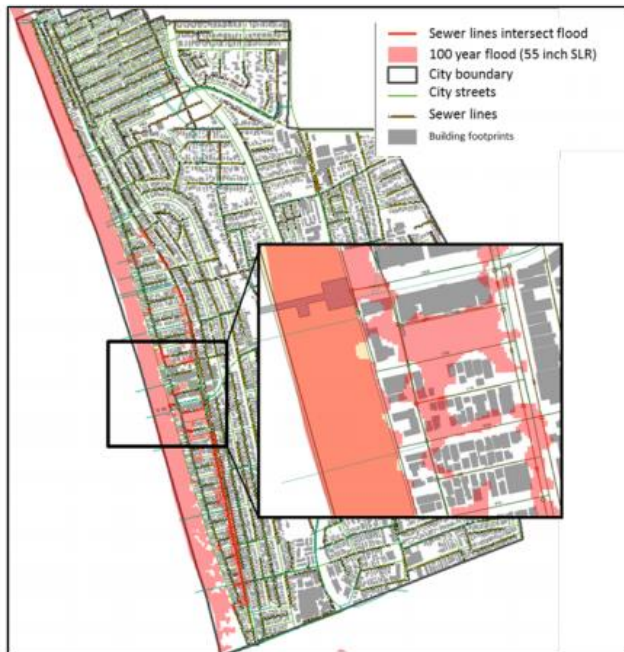 Sewer lines intersect flood
100 year flood (55 inch SLR)
City boundary
City streets
Sewer lines
Building footprints